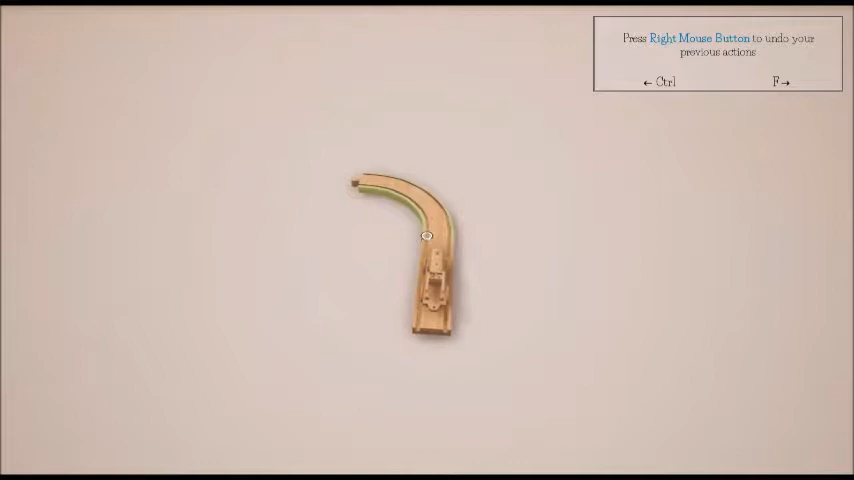 Press Right Mouse Button to undo your
previous actions
← Ctrl F→